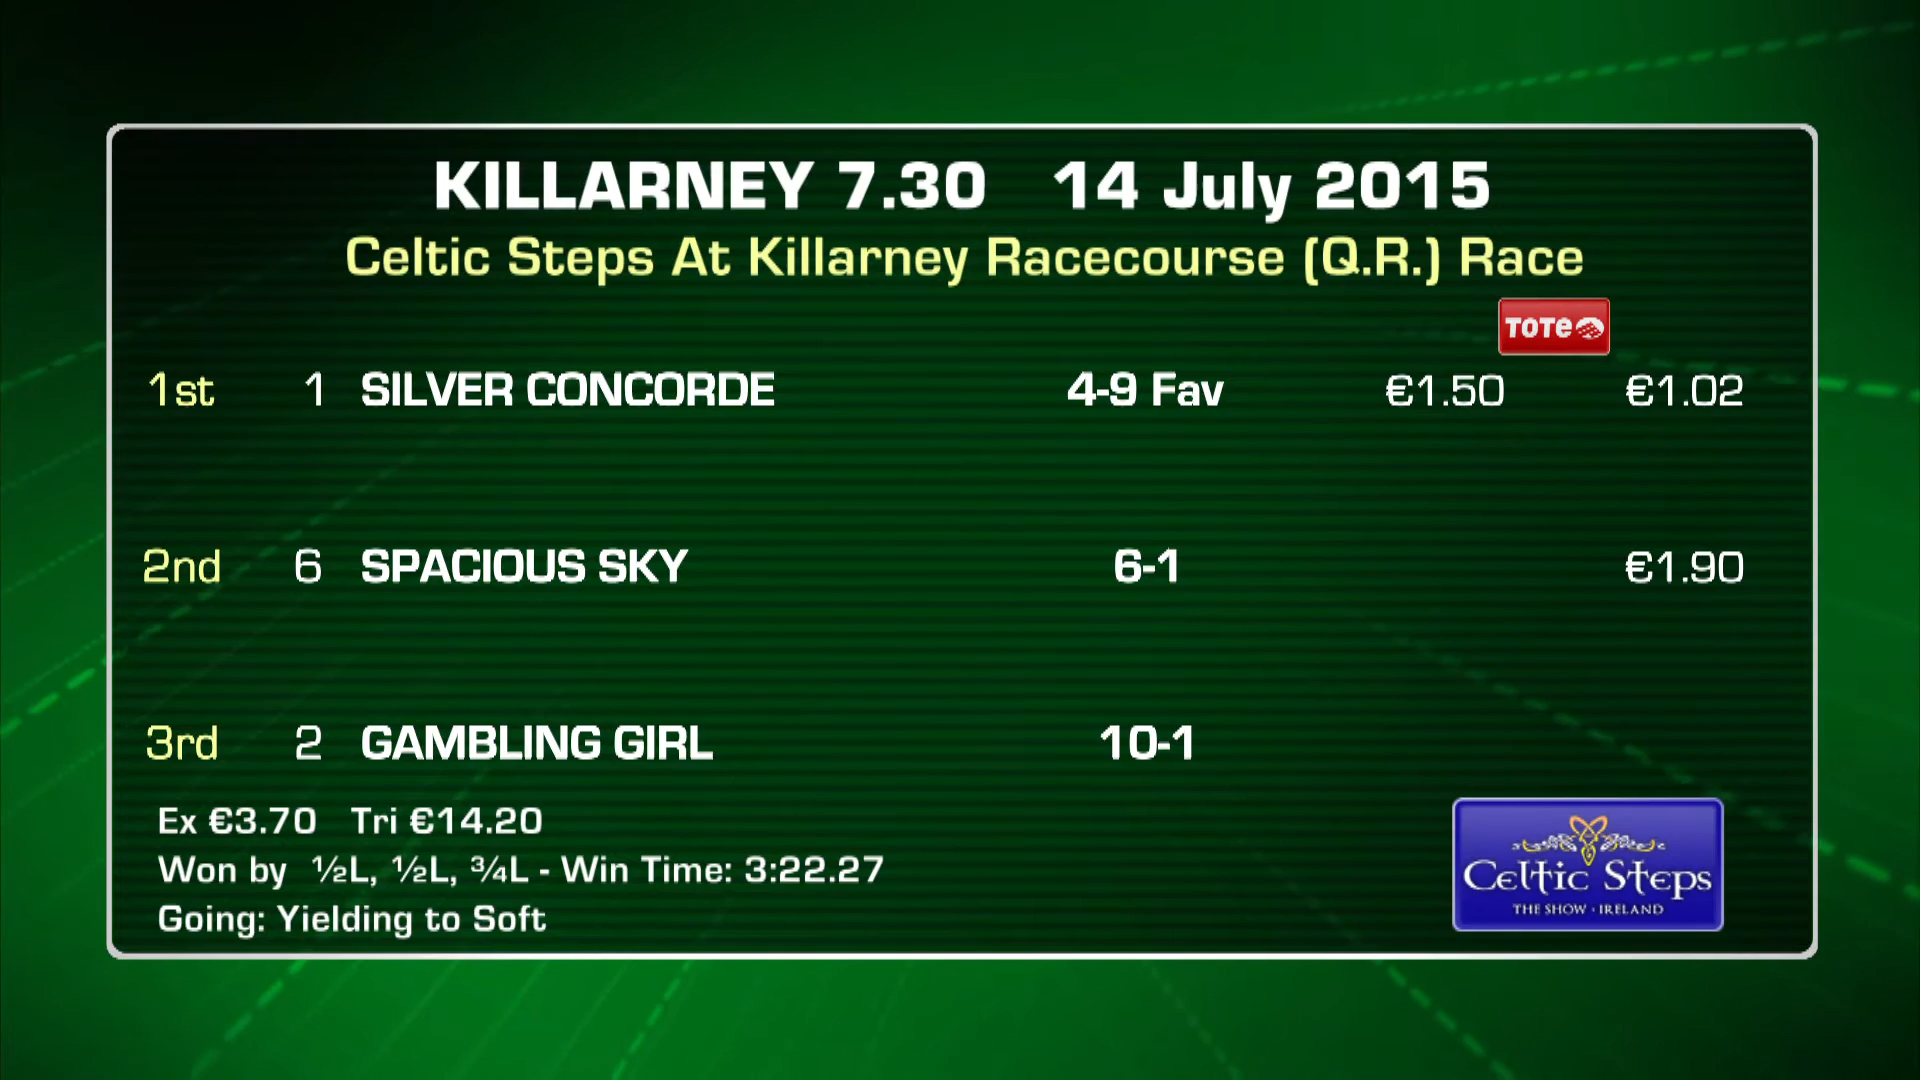 KILLARNEY 7.30 14 July 2015
Celtic Steps At Killarney Racecourse (Q.R.) Race
TOTE
1st 1 SILVER CONCORDE 4-9 Fav €1.50 €1.02
2nd 6 SPACIOUS SKY 6-1 €1.90
3rd 2 GAMBLING GIRL 10-1
Ex €3.70 Tri €14.20
Won by ½L, ½L, ¾L - Win Time: 3:22.27
Going: Yielding to Soft
Celtic Steps
THE SHOW · IRELAND